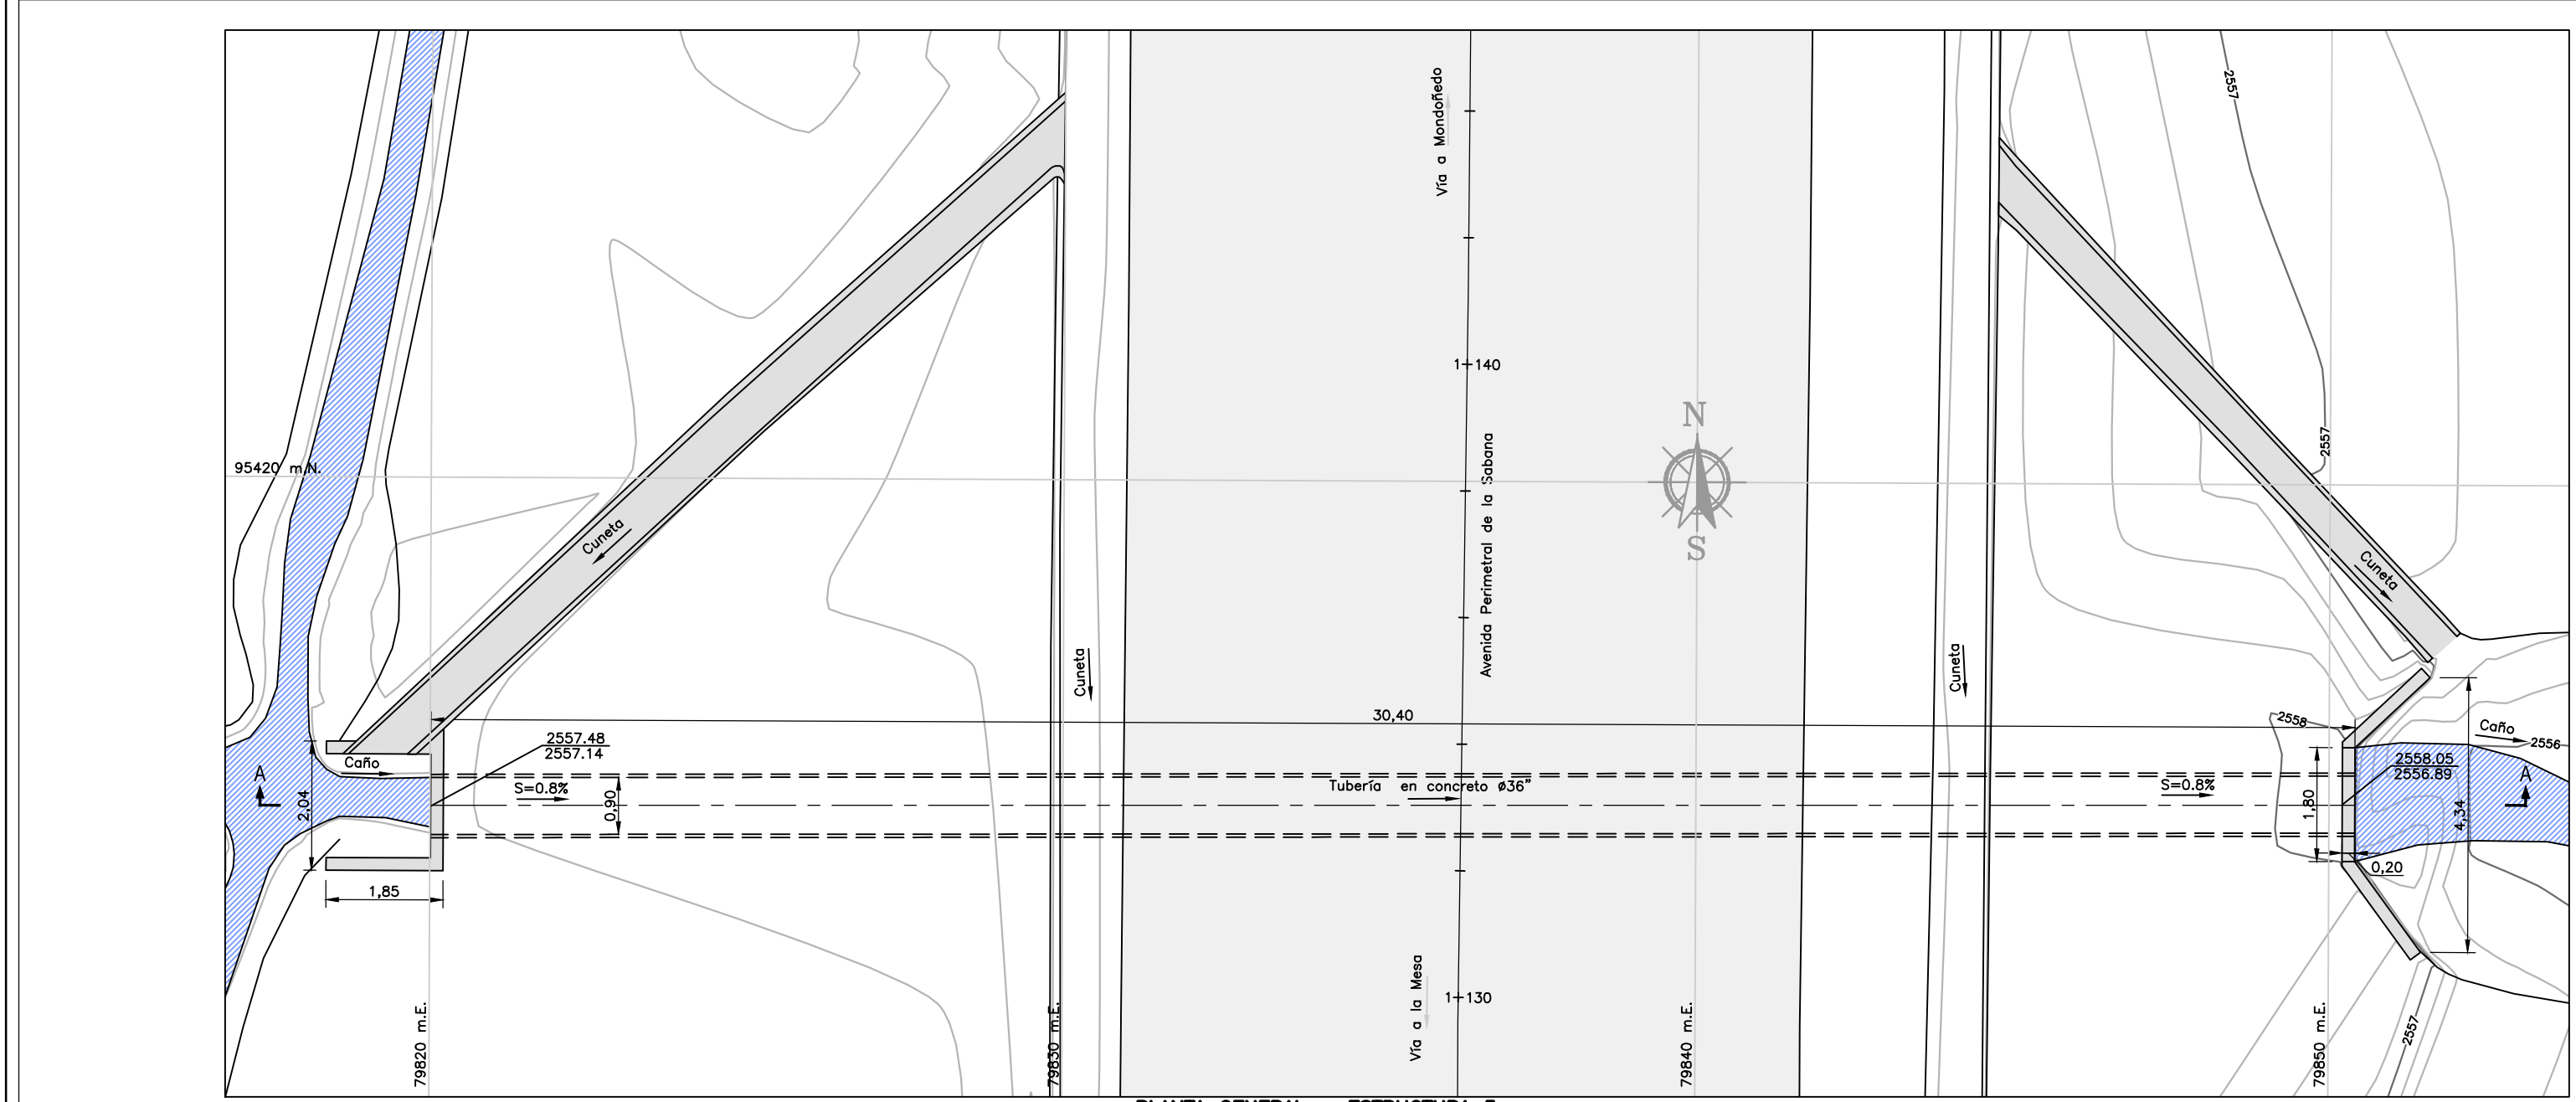 2557
Vía a Mondoñedo
1+140
N
S
2557
95420 m.N.
Avenida Perimetral de la Sabana
Cuneta
Cuneta
Cuneta
Cuneta
30,40
2558
Caño
2556
2557.48
2557.14
Caño
A
S=0.8%
Tubería en concreto ø36”
S=0.8%
2558.05
2556.89
A
2,04
0,90
1,80
4,34
0,20
1,85
Vía a la Mesa
1+130
79820 m.E.
79830 m.E.
79840 m.E.
79850 m.E.
2557